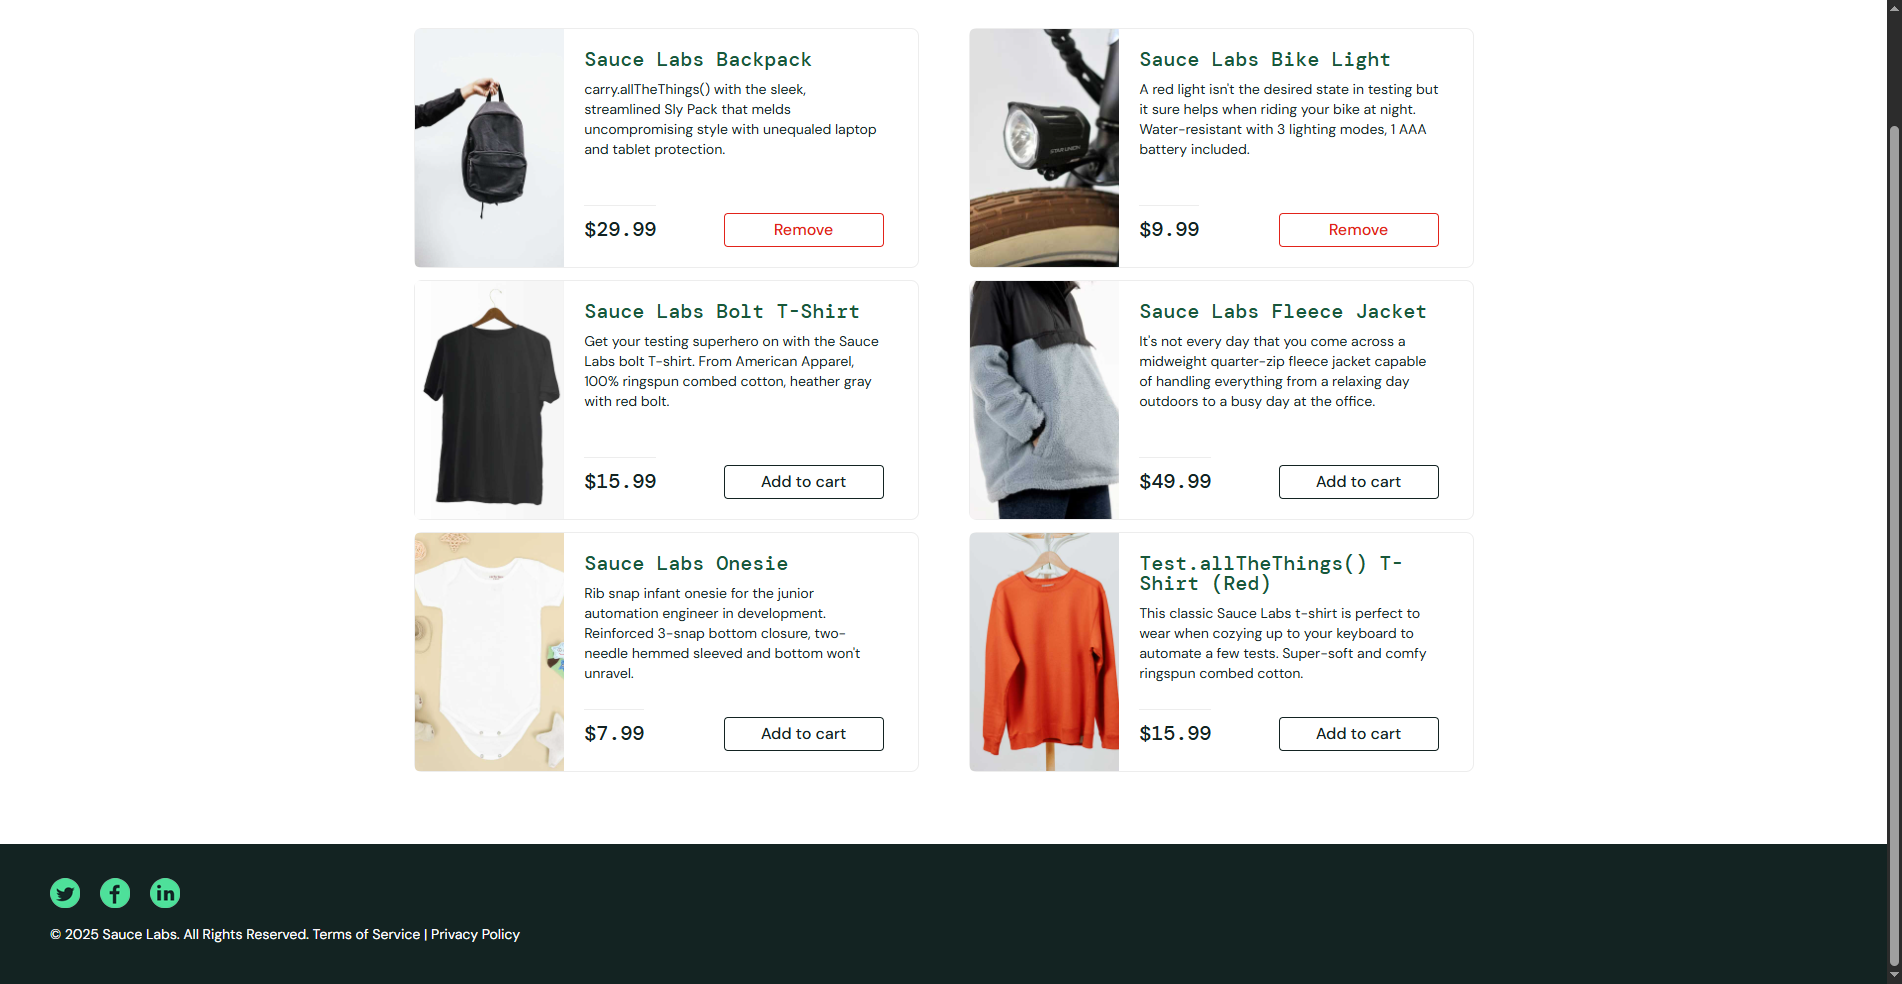 Sauce Labs Backpack
carry.allTheThings() with the sleek,
streamlined Sly Pack that melds
uncompromising style with unequaled laptop
and tablet protection.
$29.99
Remove
Sauce Labs Bike Light
A red light isn't the desired state in testing but
it sure helps when riding your bike at night.
Water-resistant with 3 lighting modes, 1 AAA
battery included.
STAR UNION
$9.99
Remove
Sauce Labs Bolt T-Shirt
Get your testing superhero on with the Sauce
Labs bolt T-shirt. From American Apparel,
100% ringspun combed cotton, heather gray
with red bolt.
$15.99
Add to cart
Sauce Labs Fleece Jacket
It's not every day that you come across a
midweight quarter-zip fleece jacket capable
of handling everything from a relaxing day
outdoors to a busy day at the office.
$49.99
Add to cart
Sauce Labs Onesie
Rib snap infant onesie for the junior
automation engineer in development.
Reinforced 3-snap bottom closure, two-
needle hemmed sleeved and bottom won't
unravel.
$7.99
Add to cart
Test.allTheThings() T-
Shirt (Red)
This classic Sauce Labs t-shirt is perfect to
wear when cozying up to your keyboard to
automate a few tests. Super-soft and comfy
ringspun combed cotton.
$15.99
Add to cart
© 2025 Sauce Labs. All Rights Reserved. Terms of Service | Privacy Policy